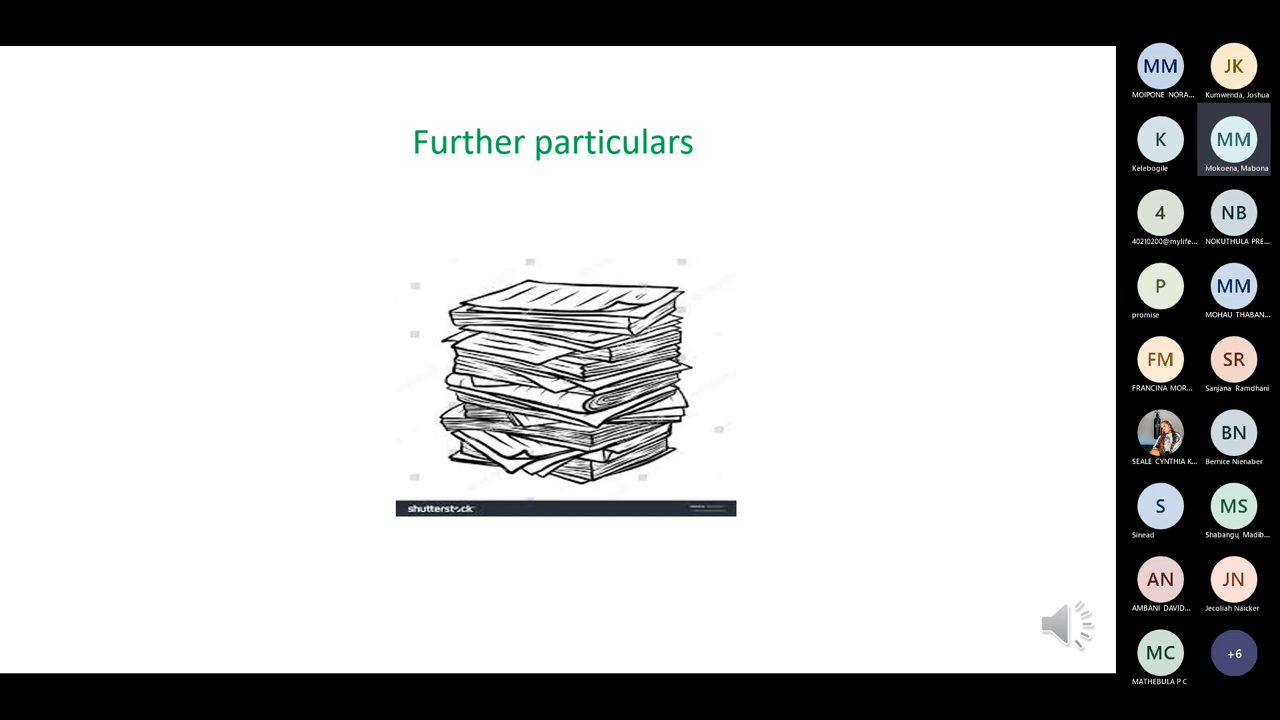 Further particulars
shutterstock
MM
JK
MOIPONE NORA...
Kumwenda, Joshua
K
MM
Kelebogile
Mokoena, Mabona
4
NB
40210200@mylife...
NOKUTHULA PRE...
P
MM
promise
MOHAU THABAN...
FM
SR
FRANCINA MOR...
Sanjana Ramdhani
BN
SEALE CYNTHIA K...
Bernice Nienaber
S
MS
Sinead
Shabangu, Madib...
AN
JN
AMBANI DAVID...
Jecoliah Naicker
MC
+6
MATHEBULA P C